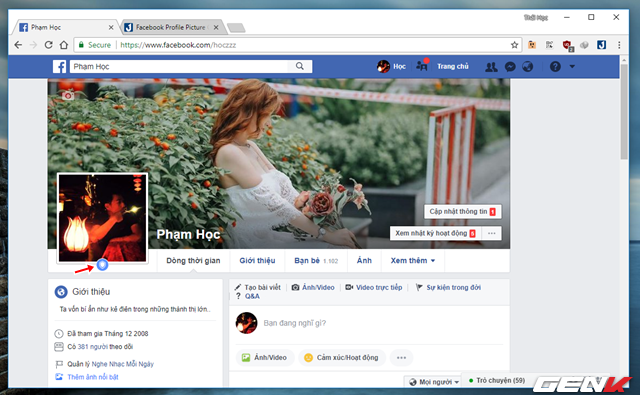 Thất Học
Phạm Học
Facebook Profile Picture
Secure https://www.facebook.com/hoczzz
Phạm Học
Học
Trang chủ
Cập nhật thông tin 1
Phạm Học
Xem nhật ký hoạt động 5 ...
Dòng thời gian
Giới thiệu
Bạn bè 1.102
Ảnh
Xem thêm
Giới thiệu
Ta vốn bí ẩn như kẻ điên trong những thành thị lớn..
Đã tham gia Tháng 12 2008
Có 381 người theo dõi
Quản lý Nghe Nhạc Mỗi Ngày
Thêm ảnh nổi bật
Tạo bài viết
Ảnh/Video
Video trực tiếp
Sự kiện trong đời
Q&A
Bạn đang nghĩ gì?
Ảnh/Video
Cảm xúc/Hoạt động
...
Mọi người
Trò chuyện (59)
GENK